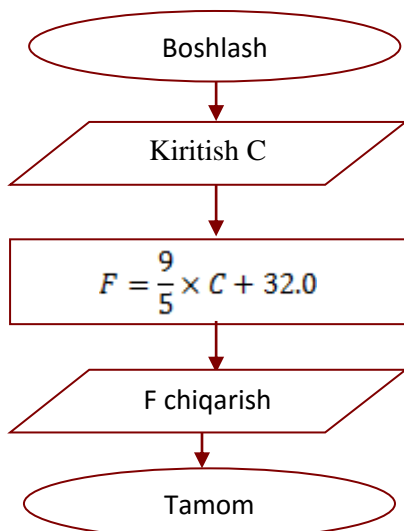 Boshlash
Kiritish C
F = 9/5 × C + 32.0
F chiqarish
Tamom